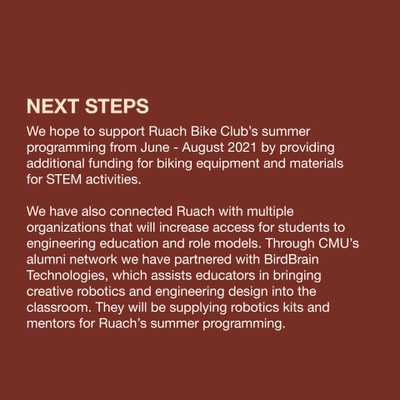 NEXT STEPS
We hope to support Ruach Bike Club's summer
programming from June - August 2021 by providing
additional funding for biking equipment and materials
for STEM activities.
We have also connected Ruach with multiple
organizations that will increase access for students to
engineering education and role models. Through CMU's
alumni network we have partnered with BirdBrain
Technologies, which assists educators in bringing
creative robotics and engineering design into the
classroom. They will be supplying robotics kits and
mentors for Ruach's summer programming.